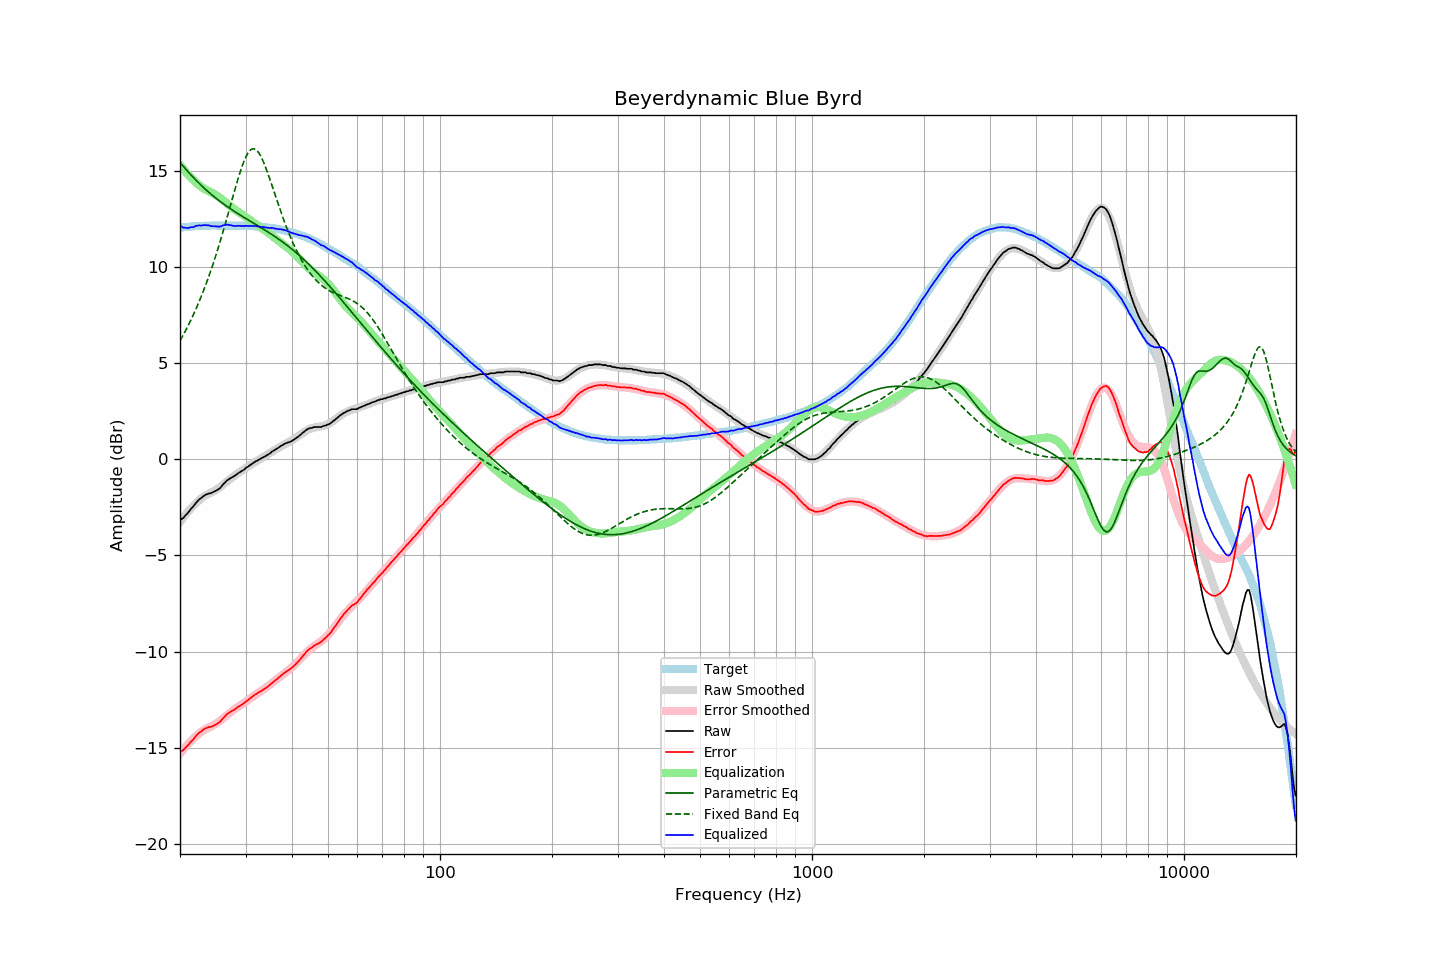 Beyerdynamic Blue Byrd
Amplitude (dBr)
15
10
5
0
−5
−10
−15
−20
Target
Raw Smoothed
Error Smoothed
Raw
Error
Equalization
Parametric Eq
Fixed Band Eq
Equalized
100
1000
10000
Frequency (Hz)